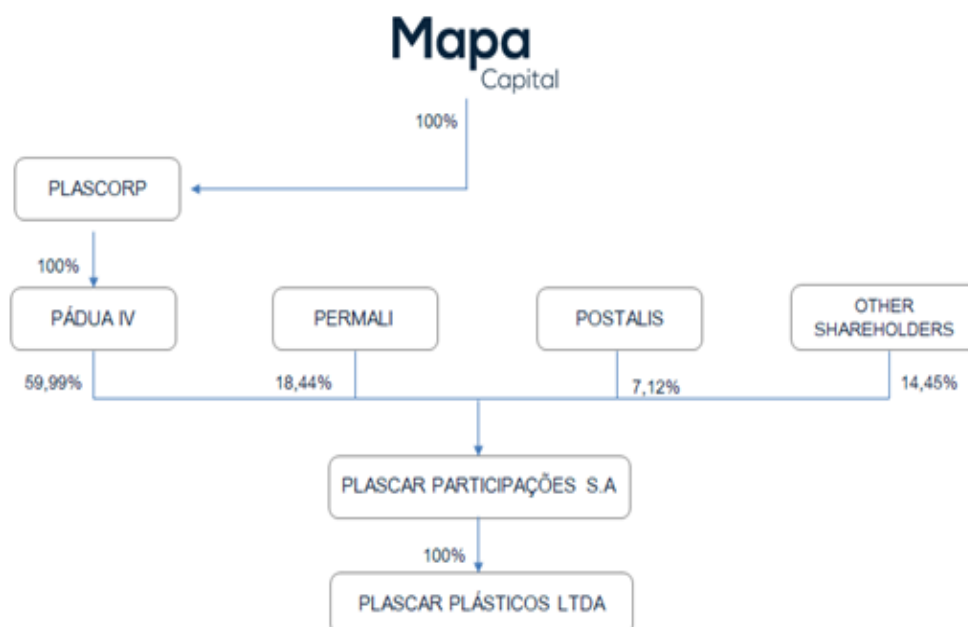 Mapa
Capital
100%
PLASCORP
100%
PÁDUA IV
PERMALI
POSTALIS
OTHER
SHAREHOLDERS
59,99%
18,44%
7,12%
14,45%
PLASCAR PARTICIPAÇÕES S.A
100%
PLASCAR PLÁSTICOS LTDA